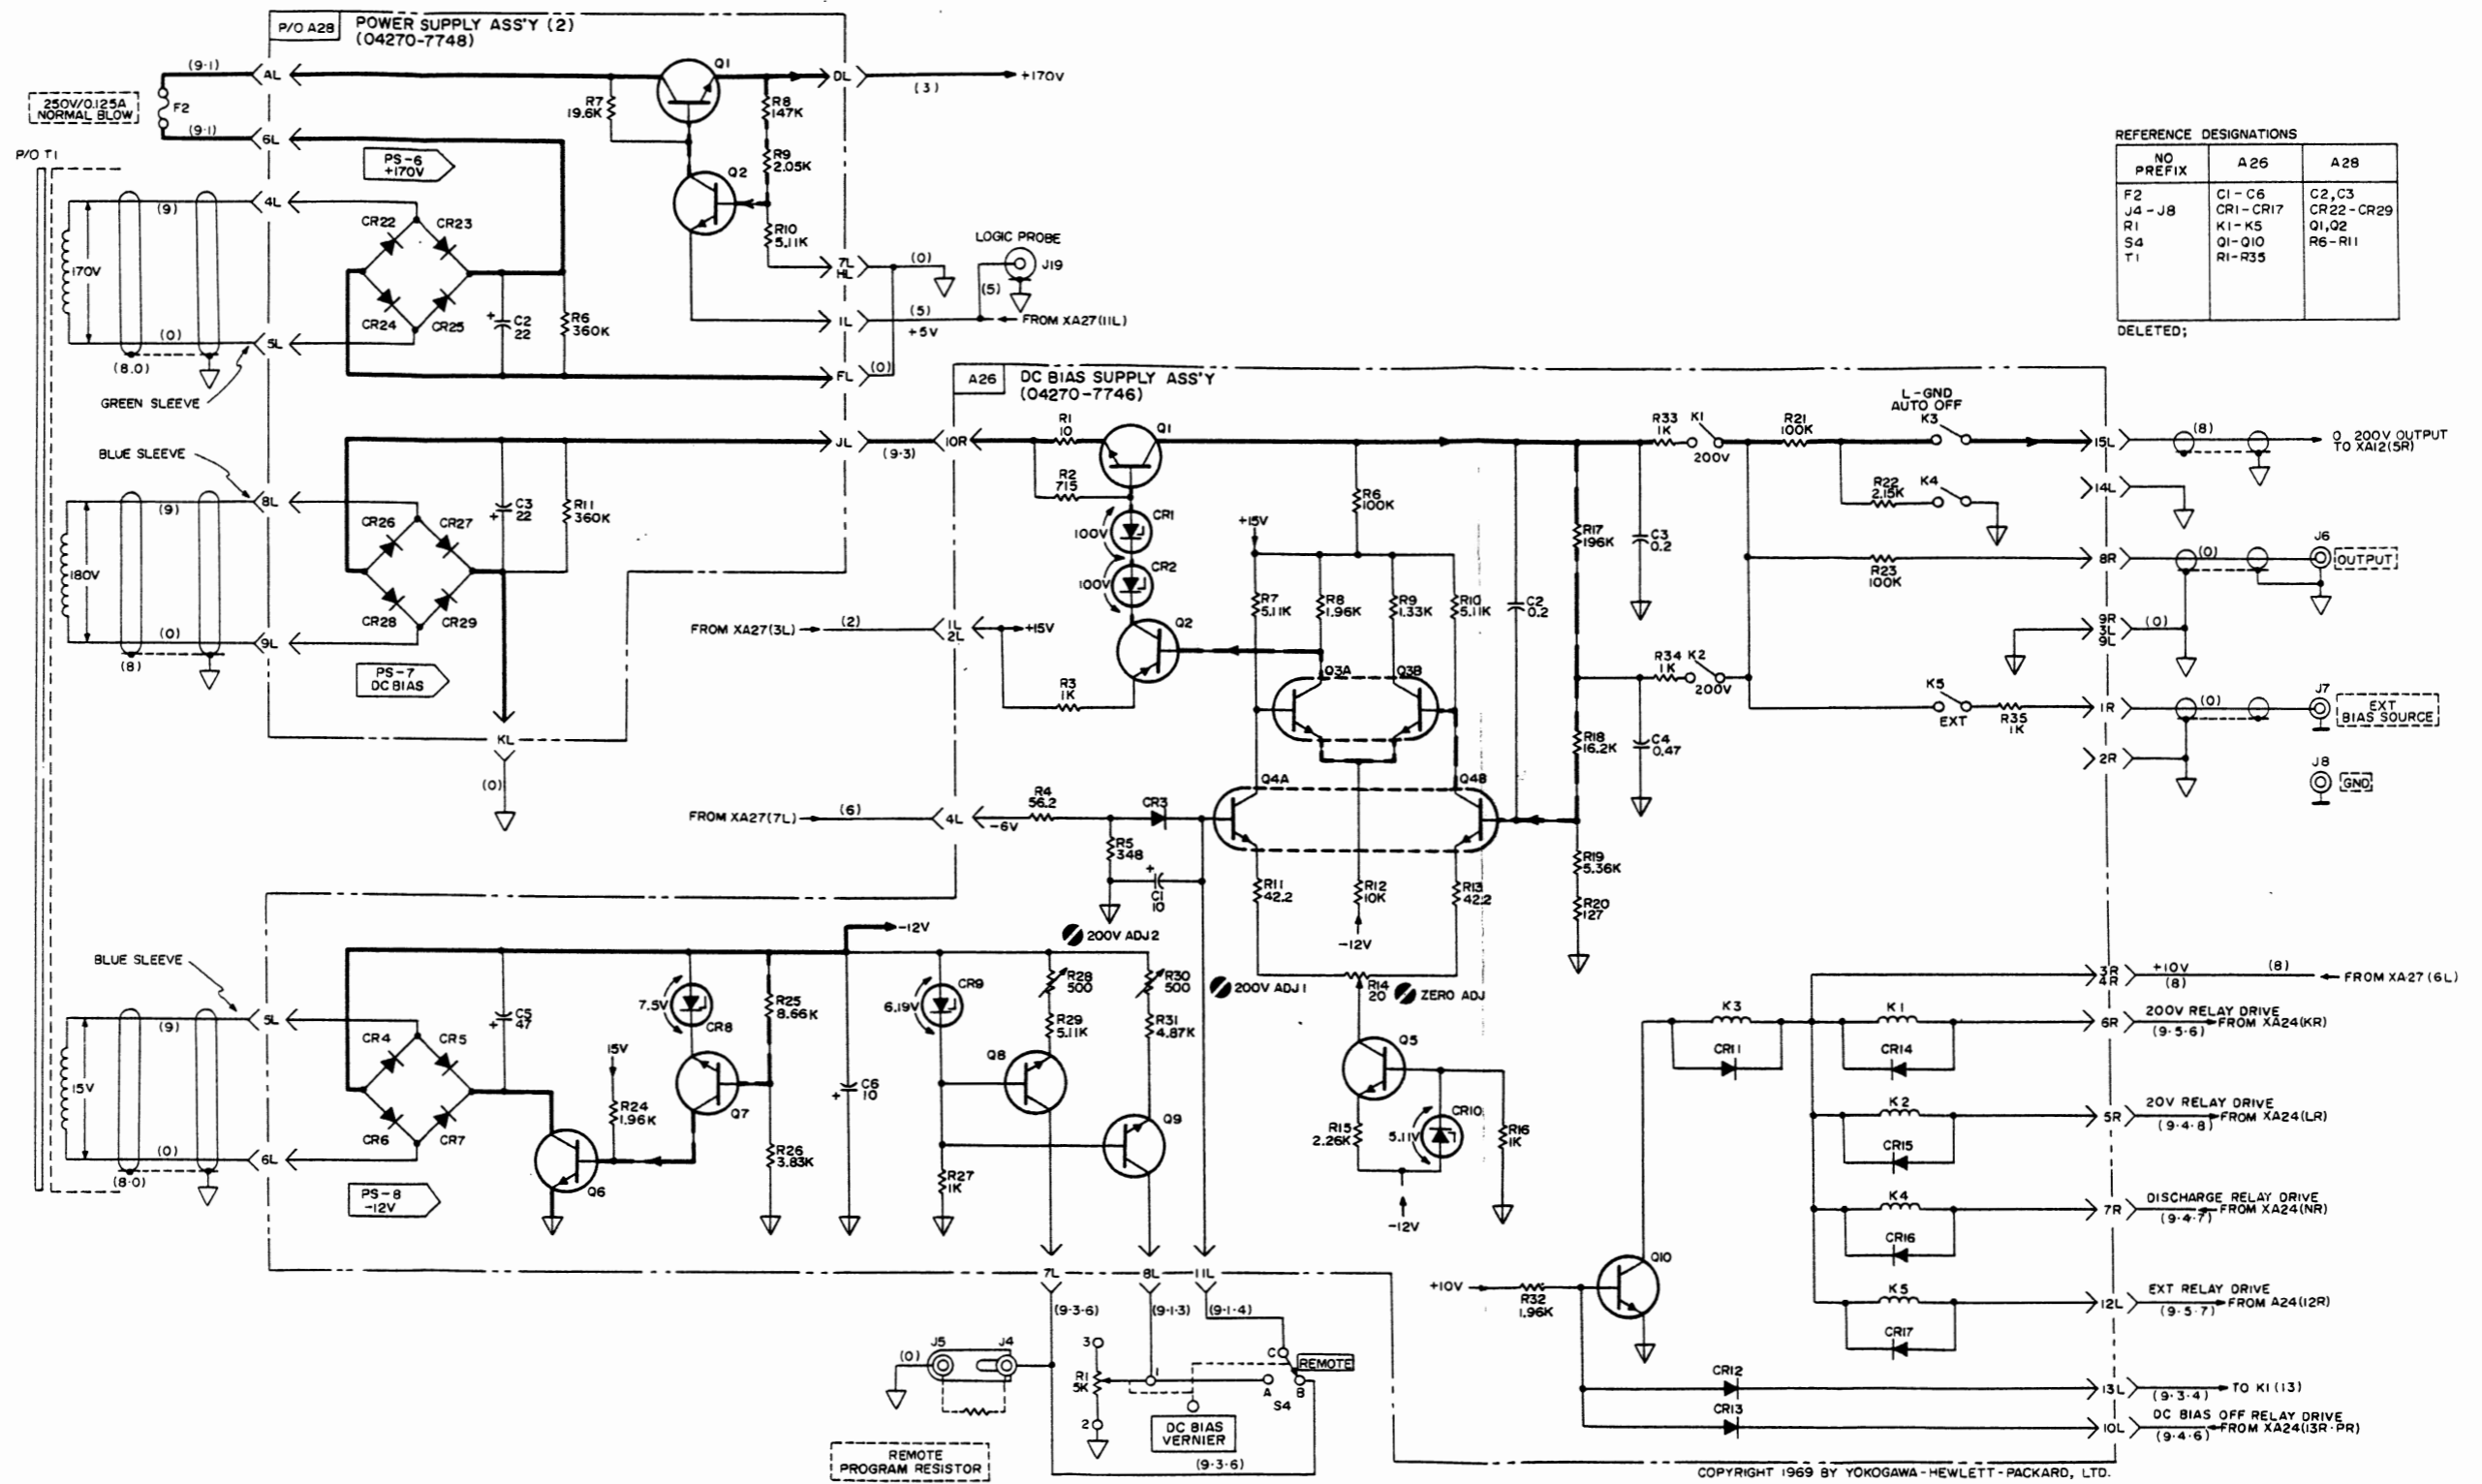 P/O A28
POWER SUPPLY ASS'Y (2)
(04270-7748)
(9·1)
AL
Q1
DL
+170V
(3)
250V/0.125A
NORMAL BLOW
F2
R7
19.6K
R8
147K
(9·1)
6L
P/O T1
PS-6
+170V
R9
2.05K
Q2
4L
(9)
CR22
CR23
R10
5.11K
LOGIC PROBE
J19
170V
7L
HL
(0)
(5)
CR24
CR25
+
C2
22
R6
360K
1L
(5)
+5V
FROM XA27(11L)
(0)
5L
(8.0)
FL
(0)
GREEN SLEEVE
REFERENCE DESIGNATIONS
NO
PREFIX
A26
A28
F2
C1-C6
C2,C3
J4-J8
CR1-CR17
CR22-CR29
R1
K1-K5
Q1,Q2
S4
Q1-Q10
R6-R11
T1
R1-R35
DELETED;
A26
DC BIAS SUPPLY ASS'Y
(04270-7746)
JL
(9·3)
10R
R1
10
Q1
R2
715
R33
1K
K1
200V
R21
100K
L-GND
AUTO OFF
K3
15L
(8)
0 200V OUTPUT
TO XA12(5R)
BLUE SLEEVE
8L
(9)
CR26
CR27
C3
22
+
R11
360K
180V
CR28
CR29
(0)
9L
(8)
PS-7
DC BIAS
KL
(0)
100V
CR1
100V
CR2
+15V
R6
100K
R17
196K
C3
0.2
R22
2.15K
K4
14L
R23
100K
8R
(0)
J6
OUTPUT
R7
5.11K
R8
1.96K
R9
1.33K
R10
5.11K
C2
0.2
FROM XA27(3L)
(2)
1L
2L
+15V
Q2
R3
1K
9R
3L
9L
(0)
Q3A
Q3B
R34
1K
K2
200V
K5
EXT
R35
1K
1R
(0)
J7
EXT
BIAS SOURCE
R18
16.2K
C4
0.47
2R
J8
GND
FROM XA27(7L)
(6)
4L
-6V
R4
56.2
CR3
Q4A
Q4B
R5
348
+
C1
10
R11
42.2
R12
10K
-12V
R13
42.2
R19
5.36K
R20
127
-12V
200V ADJ2
200V ADJ1
R14
20
ZERO ADJ
BLUE SLEEVE
5L
(9)
CR4
CR5
+
C5
47
7.5V
CR8
R25
8.66K
6.19V
CR9
R28
500
R30
500
R29
5.11K
R31
4.87K
15V
CR6
CR7
15V
R24
1.96K
Q7
Q6
R26
3.83K
+
C6
10
Q8
Q9
R27
1K
(0)
6L
(8·0)
PS-8
-12V
Q5
R15
2.26K
5.11V
CR10
R16
1K
-12V
3R
4R
+10V
(8)
(8)
FROM XA27(6L)
K3
CR11
K1
CR14
6R
200V RELAY DRIVE
(9·5·6)
FROM XA24(KR)
K2
CR15
5R
20V RELAY DRIVE
(9·4·8)
FROM XA24(LR)
K4
CR16
7R
DISCHARGE RELAY DRIVE
(9·4·7)
FROM XA24(NR)
Q10
+10V
R32
1.96K
K5
CR17
12L
EXT RELAY DRIVE
(9·5·7)
FROM A24(12R)
CR12
13L
(9·3·4)
TO K1(13)
CR13
10L
DC BIAS OFF RELAY DRIVE
(9·4·6)
FROM XA24(13R·PR)
7L
8L
11L
(9·3·6)
(9·1·3)
(9·1·4)
(0)
J5
J4
3
R1
5K
2
1
C
REMOTE
A
B
S4
DC BIAS
VERNIER
(9·3·6)
REMOTE
PROGRAM RESISTOR
COPYRIGHT 1969 BY YOKOGAWA-HEWLETT-PACKARD, LTD.